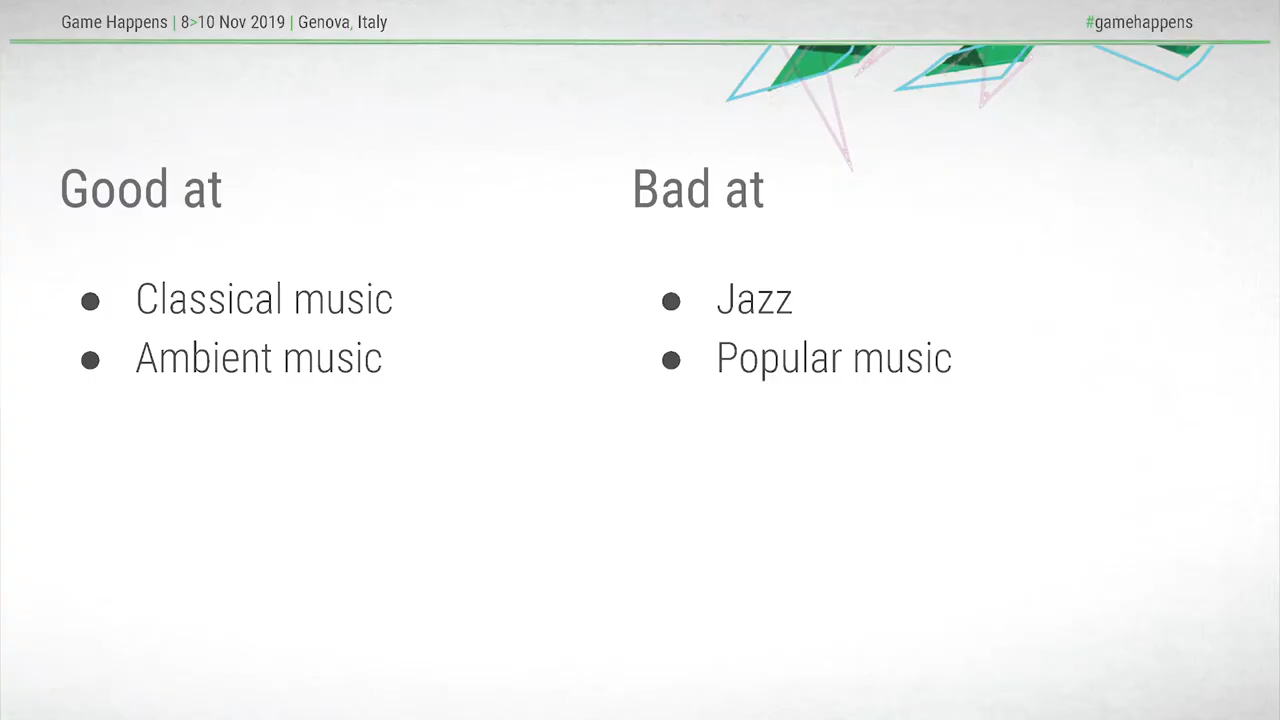 Game Happens | 8>10 Nov 2019 | Genova, Italy
#gamehappens
Good at
● Classical music
● Ambient music
Bad at
● Jazz
● Popular music